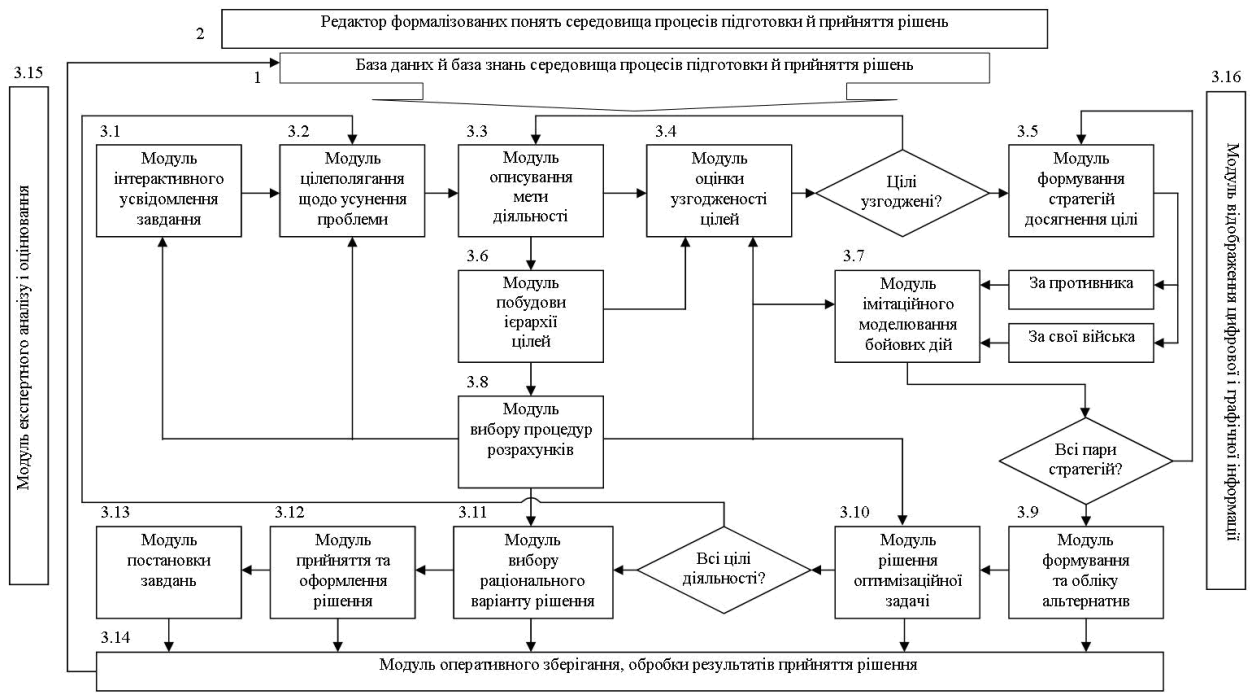 2
Редактор формалізованих понять середовища процесів підготовки й прийняття рішень
1
База даних й база знань середовища процесів підготовки й прийняття рішень
3.15
Модуль експертного аналізу і оцінювання
3.16
Модуль відображення цифрової і графічної інформації
3.1
Модуль
інтерактивного
усвідомлення
завдання
3.2
Модуль
цілеполягання
щодо усунення
проблеми
3.3
Модуль
описування
мети
діяльності
3.4
Модуль
оцінки
узгодженості
цілей
Цілі
узгоджені?
3.5
Модуль
формування
стратегій
досягнення цілі
3.6
Модуль
побудови
ієрархії
цілей
3.7
Модуль
імітаційного
моделювання
бойових дій
За противника
За свої війська
3.8
Модуль
вибору процедур
розрахунків
Всі пари
стратегій?
3.13
Модуль
постановки
завдань
3.12
Модуль
прийняття та
оформлення
рішення
3.11
Модуль
вибору
раціонального
варіанту рішення
Всі цілі
діяльності?
3.10
Модуль
рішення
оптимізаційної
задачі
3.9
Модуль
формування
та обліку
альтернатив
3.14
Модуль оперативного зберігання, обробки результатів прийняття рішення